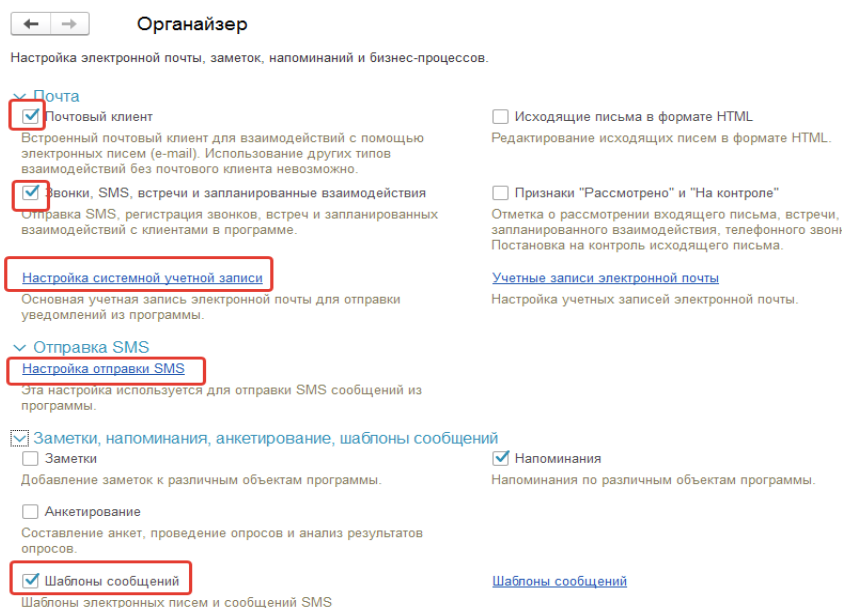 Органайзер
Настройка электронной почты, заметок, напоминаний и бизнес-процессов.
Почта
Почтовый клиент
Встроенный почтовый клиент для взаимодействий с помощью
электронных писем (e-mail). Использование других типов
взаимодействий без почтового клиента невозможно.
Исходящие письма в формате HTML
Редактирование исходящих писем в формате HTML.
Звонки, SMS, встречи и запланированные взаимодействия
Отправка SMS, регистрация звонков, встреч и запланированных
взаимодействий с клиентами в программе.
Признаки "Рассмотрено" и "На контроле"
Отметка о рассмотрении входящего письма, встречи,
запланированного взаимодействия, телефонного звон
Постановка на контроль исходящего письма.
Настройка системной учетной записи
Основная учетная запись электронной почты для отправки
уведомлений из программы.
Учетные записи электронной почты
Настройка учетных записей электронной почты.
Отправка SMS
Настройка отправки SMS
Эта настройка используется для отправки SMS сообщений из
программы.
Заметки, напоминания, анкетирование, шаблоны сообщений
Заметки
Добавление заметок к различным объектам программы.
Напоминания
Напоминания по различным объектам программы.
Анкетирование
Составление анкет, проведение опросов и анализ результатов
опросов.
Шаблоны сообщений
Шаблоны электронных писем и сообщений SMS
Шаблоны сообщений